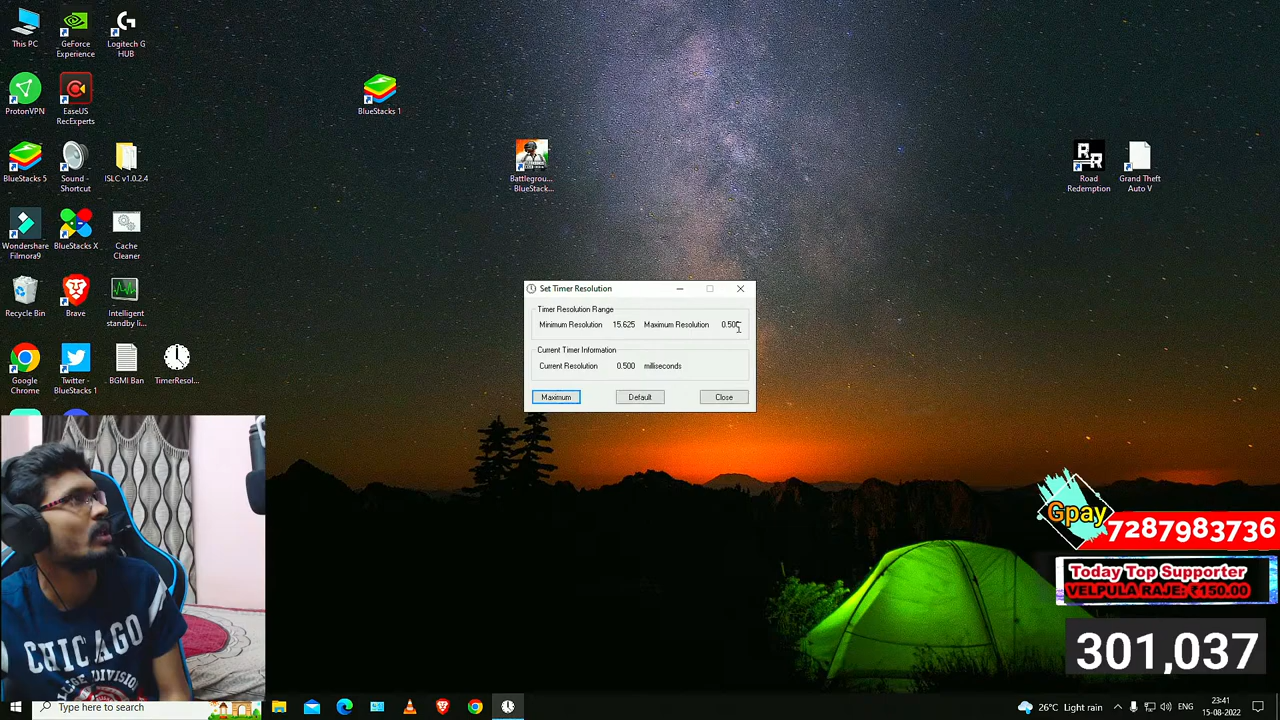 This PC
GeForce
Experience
Logitech G
HUB
ProtonVPN
EaseUS
RecExperts
BlueStacks 1
BlueStacks 5
Sound -
Shortcut
ISLC v1.0.2.4
Battlegrou...
- BlueStack...
Road
Redemption
Grand Theft
Auto V
Wondershare
Filmora9
BlueStacks X
Cache
Cleaner
Recycle Bin
Brave
Intelligent
standby li...
Google
Chrome
Twitter -
BlueStacks 1
BGMI Ban
TimerResol...
Set Timer Resolution
Timer Resolution Range
Minimum Resolution 15.625 Maximum Resolution 0.500
Current Timer Information
Current Resolution 0.500 milliseconds
Maximum Default Close
CHICAGO
Gpay
7287983736
Today Top Supporter
VELPULA RAJE: ₹150.00
301,037
Type here to search
26°C Light rain
ENG
23:41
15-08-2022